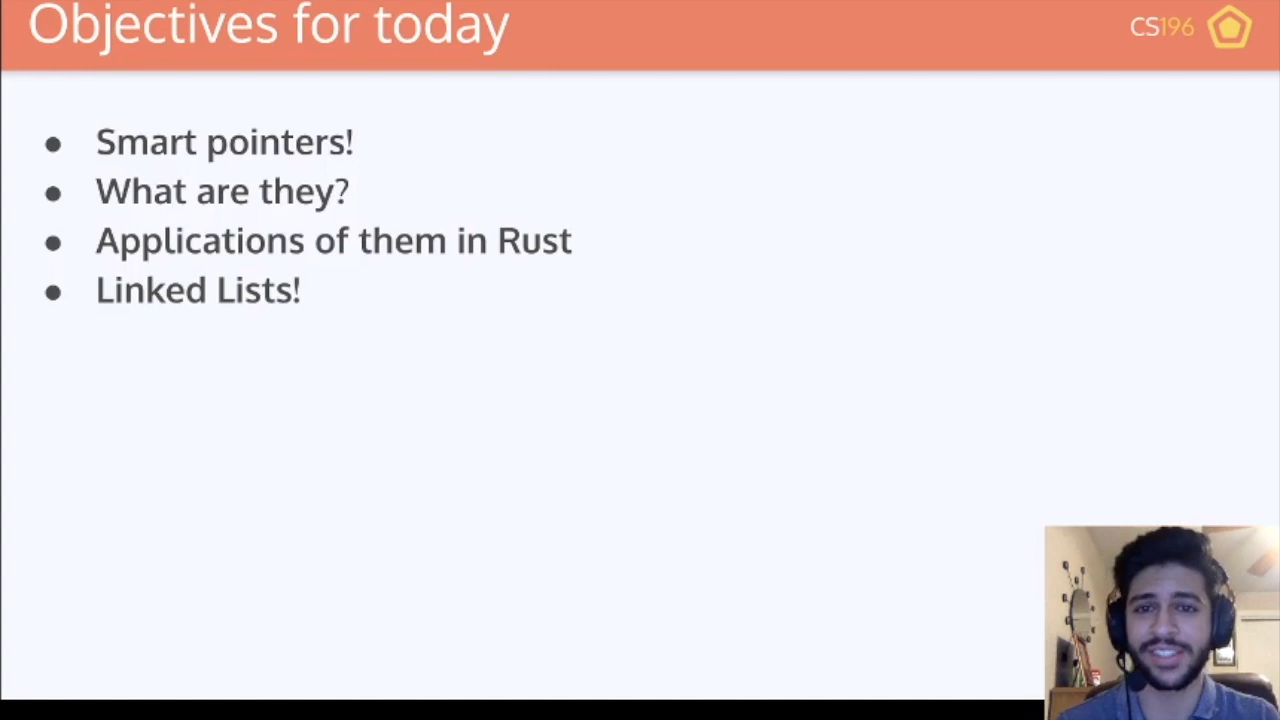 Objectives for today
CS196
● Smart pointers!
● What are they?
● Applications of them in Rust
● Linked Lists!